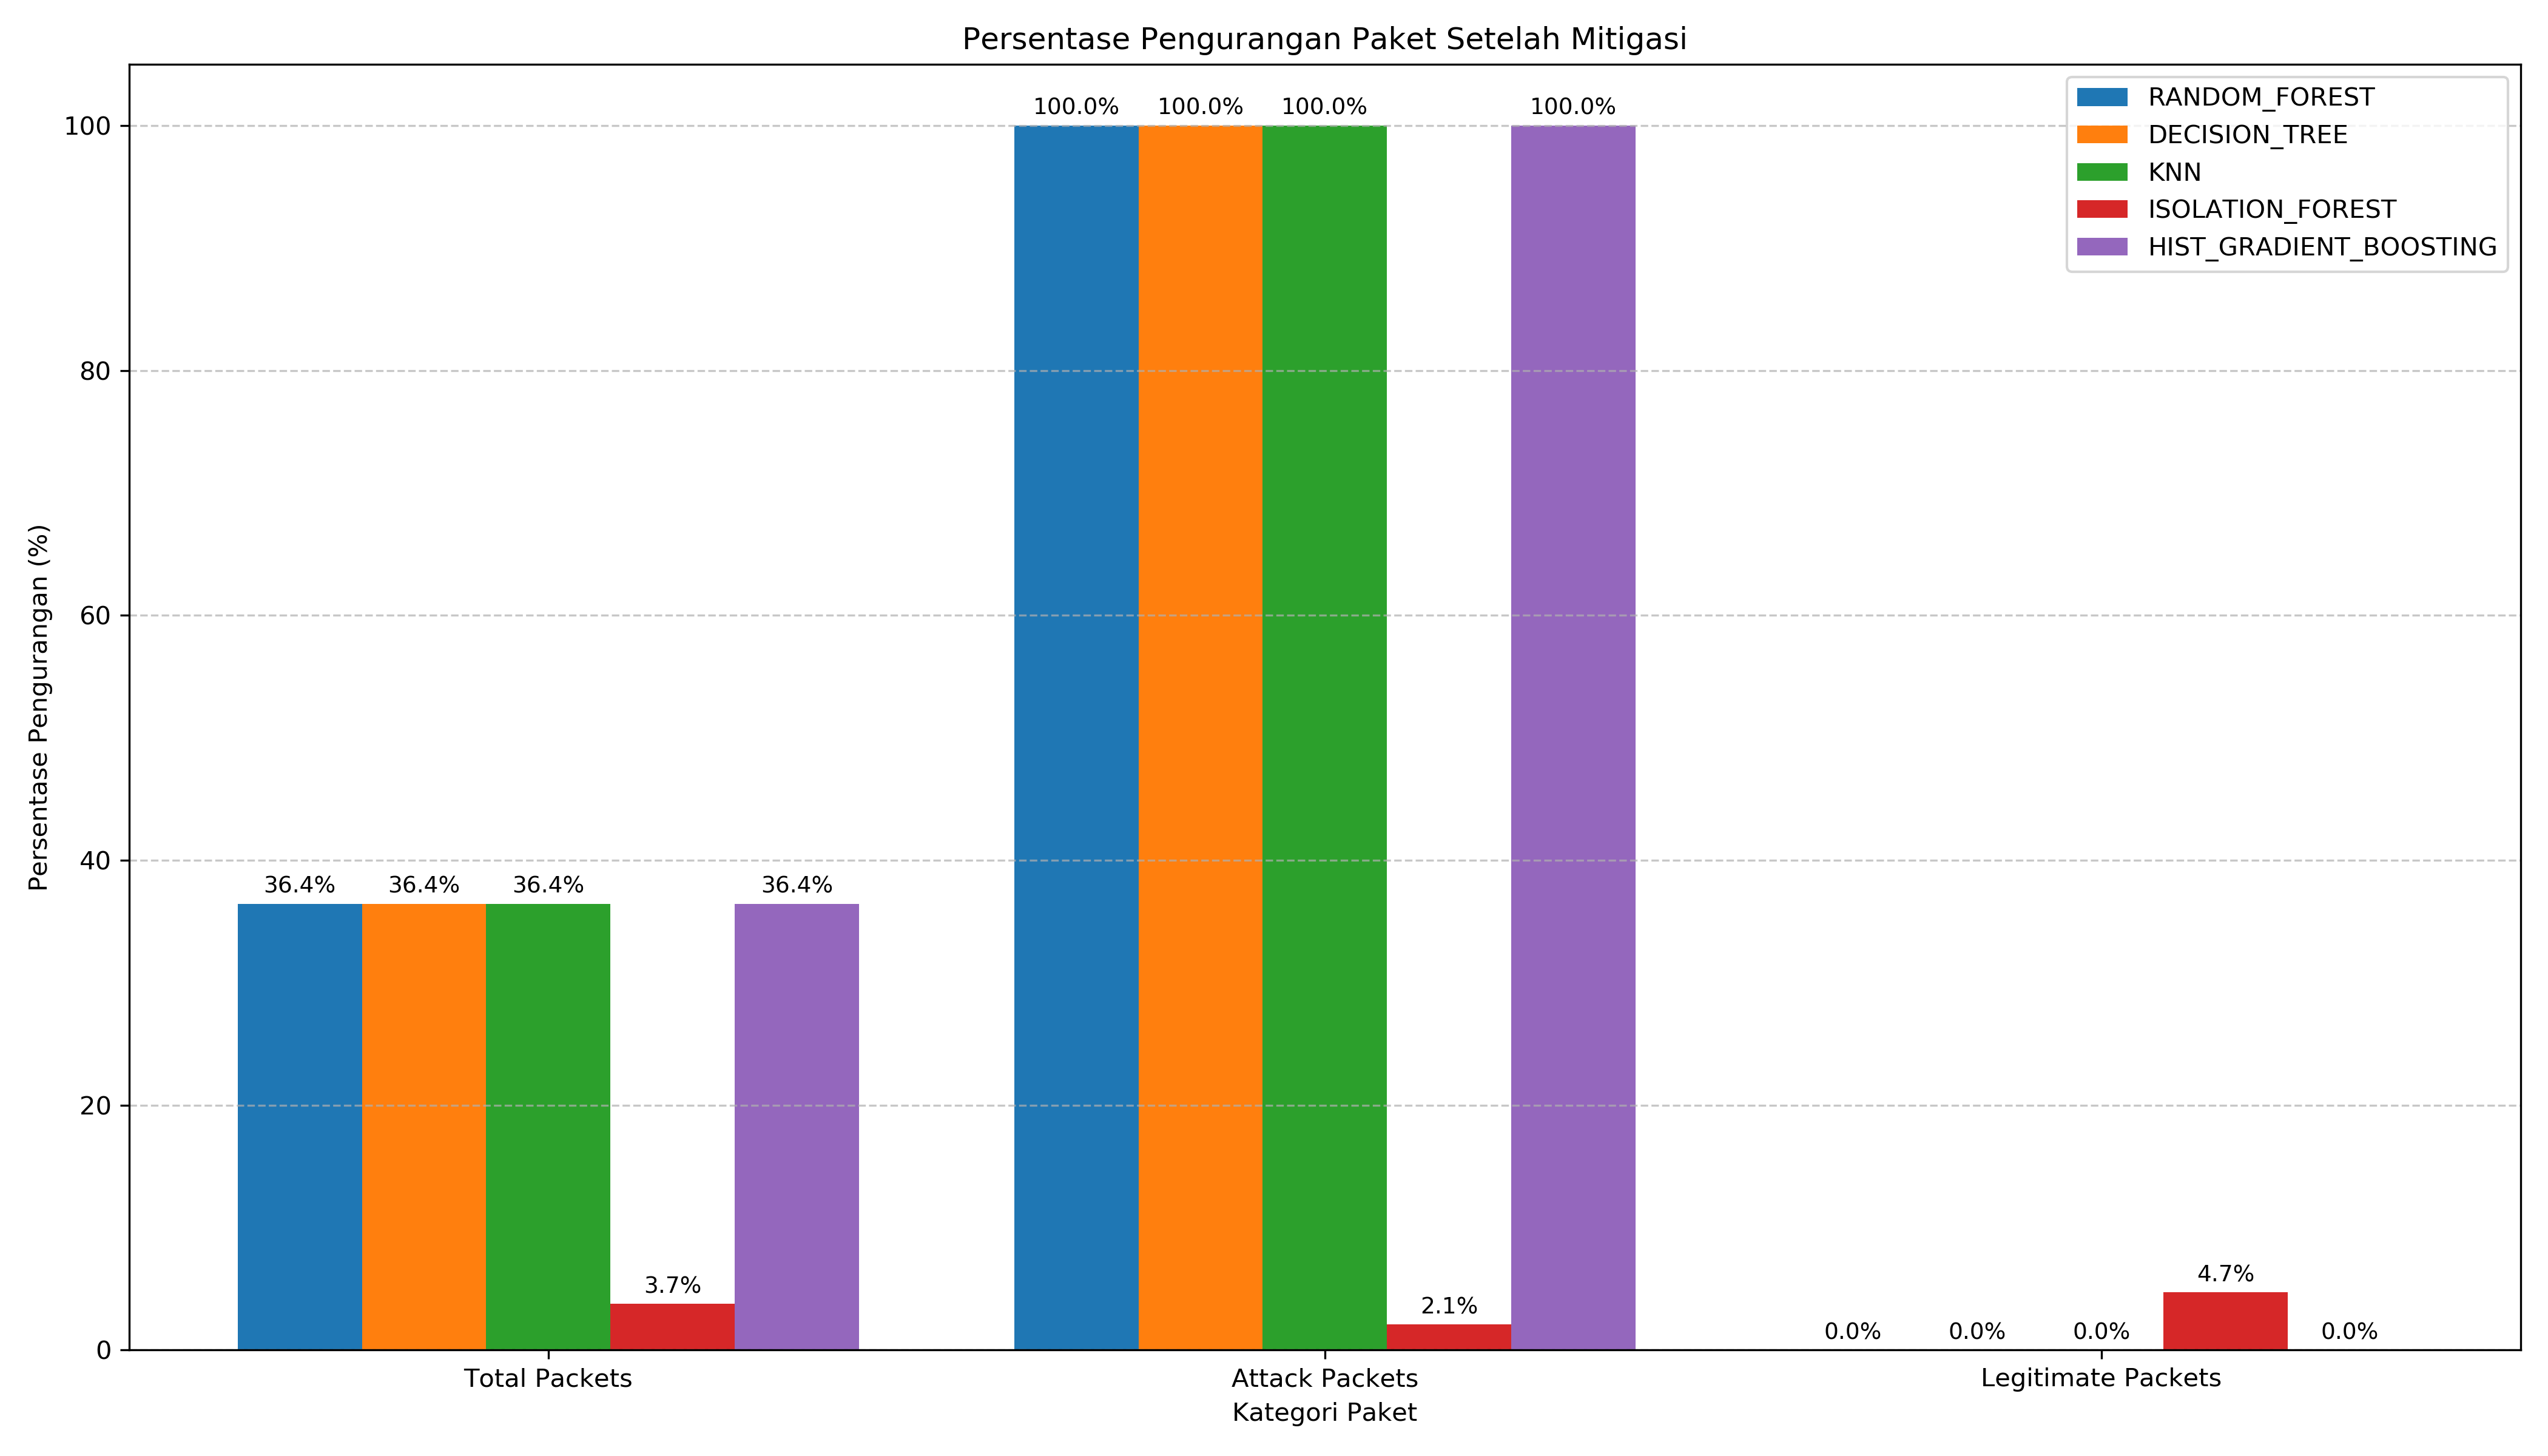 Persentase Pengurangan Paket Setelah Mitigasi
RANDOM_FOREST
DECISION_TREE
KNN
ISOLATION_FOREST
HIST_GRADIENT_BOOSTING
Persentase Pengurangan (%)
100
80
60
40
20
0
36.4%
36.4%
36.4%
3.7%
36.4%
100.0%
100.0%
100.0%
2.1%
100.0%
0.0%
0.0%
0.0%
4.7%
0.0%
Total Packets
Attack Packets
Legitimate Packets
Kategori Paket